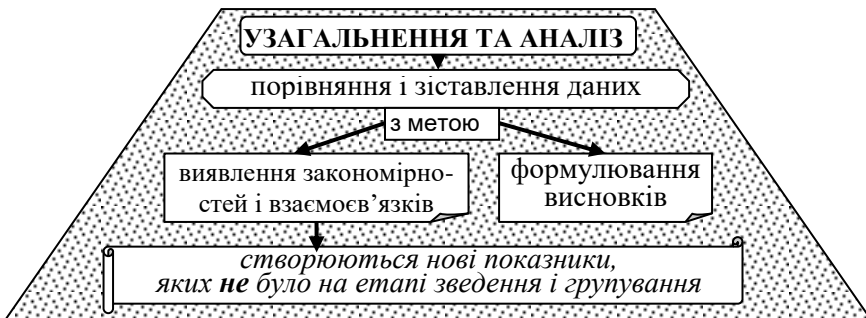 УЗАГАЛЬНЕННЯ ТА АНАЛІЗ
порівняння і зіставлення даних
з метою
виявлення закономірно-
стей і взаємоєв’язків
формулювання
висновків
створюються нові показники,
яких не було на етапі зведення і групування